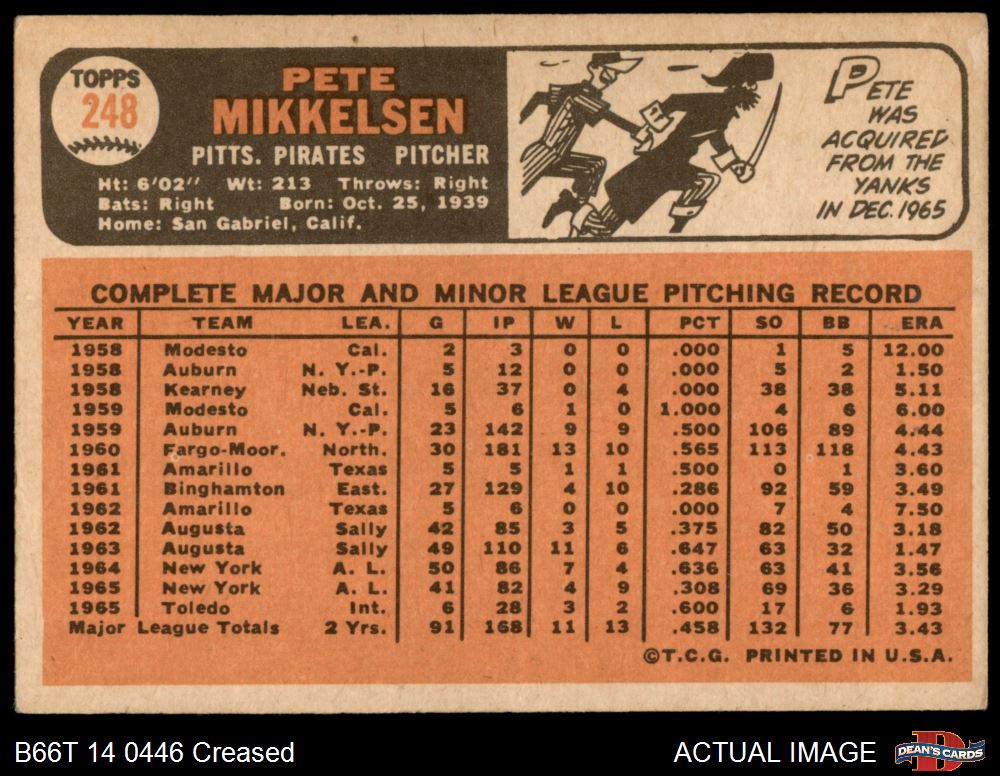 TOPPS
248
PETE
MIKKELSEN
PITTS. PIRATES PITCHER
Ht: 6'02" Wt: 213 Throws: Right
Bats: Right Born: Oct. 25, 1939
Home: San Gabriel, Calif.
PETE
WAS
ACQUIRED
FROM THE
YANKS
IN DEC. 1965
COMPLETE MAJOR AND MINOR LEAGUE PITCHING RECORD
YEAR TEAM LEA. G IP W L PCT SO BB ERA
1958 Modesto Cal. 2 3 0 0 .000 1 5 12.00
1958 Auburn N. Y.-P. 5 12 0 0 .000 5 2 1.50
1958 Kearney Neb. St. 16 37 0 4 .000 38 38 5.11
1959 Modesto Cal. 5 6 1 0 1.000 4 6 6.00
1959 Auburn N. Y.-P. 23 142 9 9 .500 106 89 4.44
1960 Fargo-Moor. North. 30 181 13 10 .565 113 118 4.43
1961 Amarillo Texas 5 5 1 1 .500 0 1 3.60
1961 Binghamton East. 27 129 4 10 .286 92 59 3.49
1962 Amarillo Texas 5 6 0 0 .000 7 4 7.50
1962 Augusta Sally 42 85 3 5 .375 82 50 3.18
1963 Augusta Sally 49 110 11 6 .647 63 32 1.47
1964 New York A. L. 50 86 7 4 .636 63 41 3.56
1965 New York A. L. 41 82 4 9 .308 69 36 3.29
1965 Toledo Int. 6 28 3 2 .600 17 6 1.93
Major League Totals 2 Yrs. 91 168 11 13 .458 132 77 3.43
©T.C.G. PRINTED IN U.S.A.
B66T 14 0446 Creased
ACTUAL IMAGE
D
DEAN'S CARDS